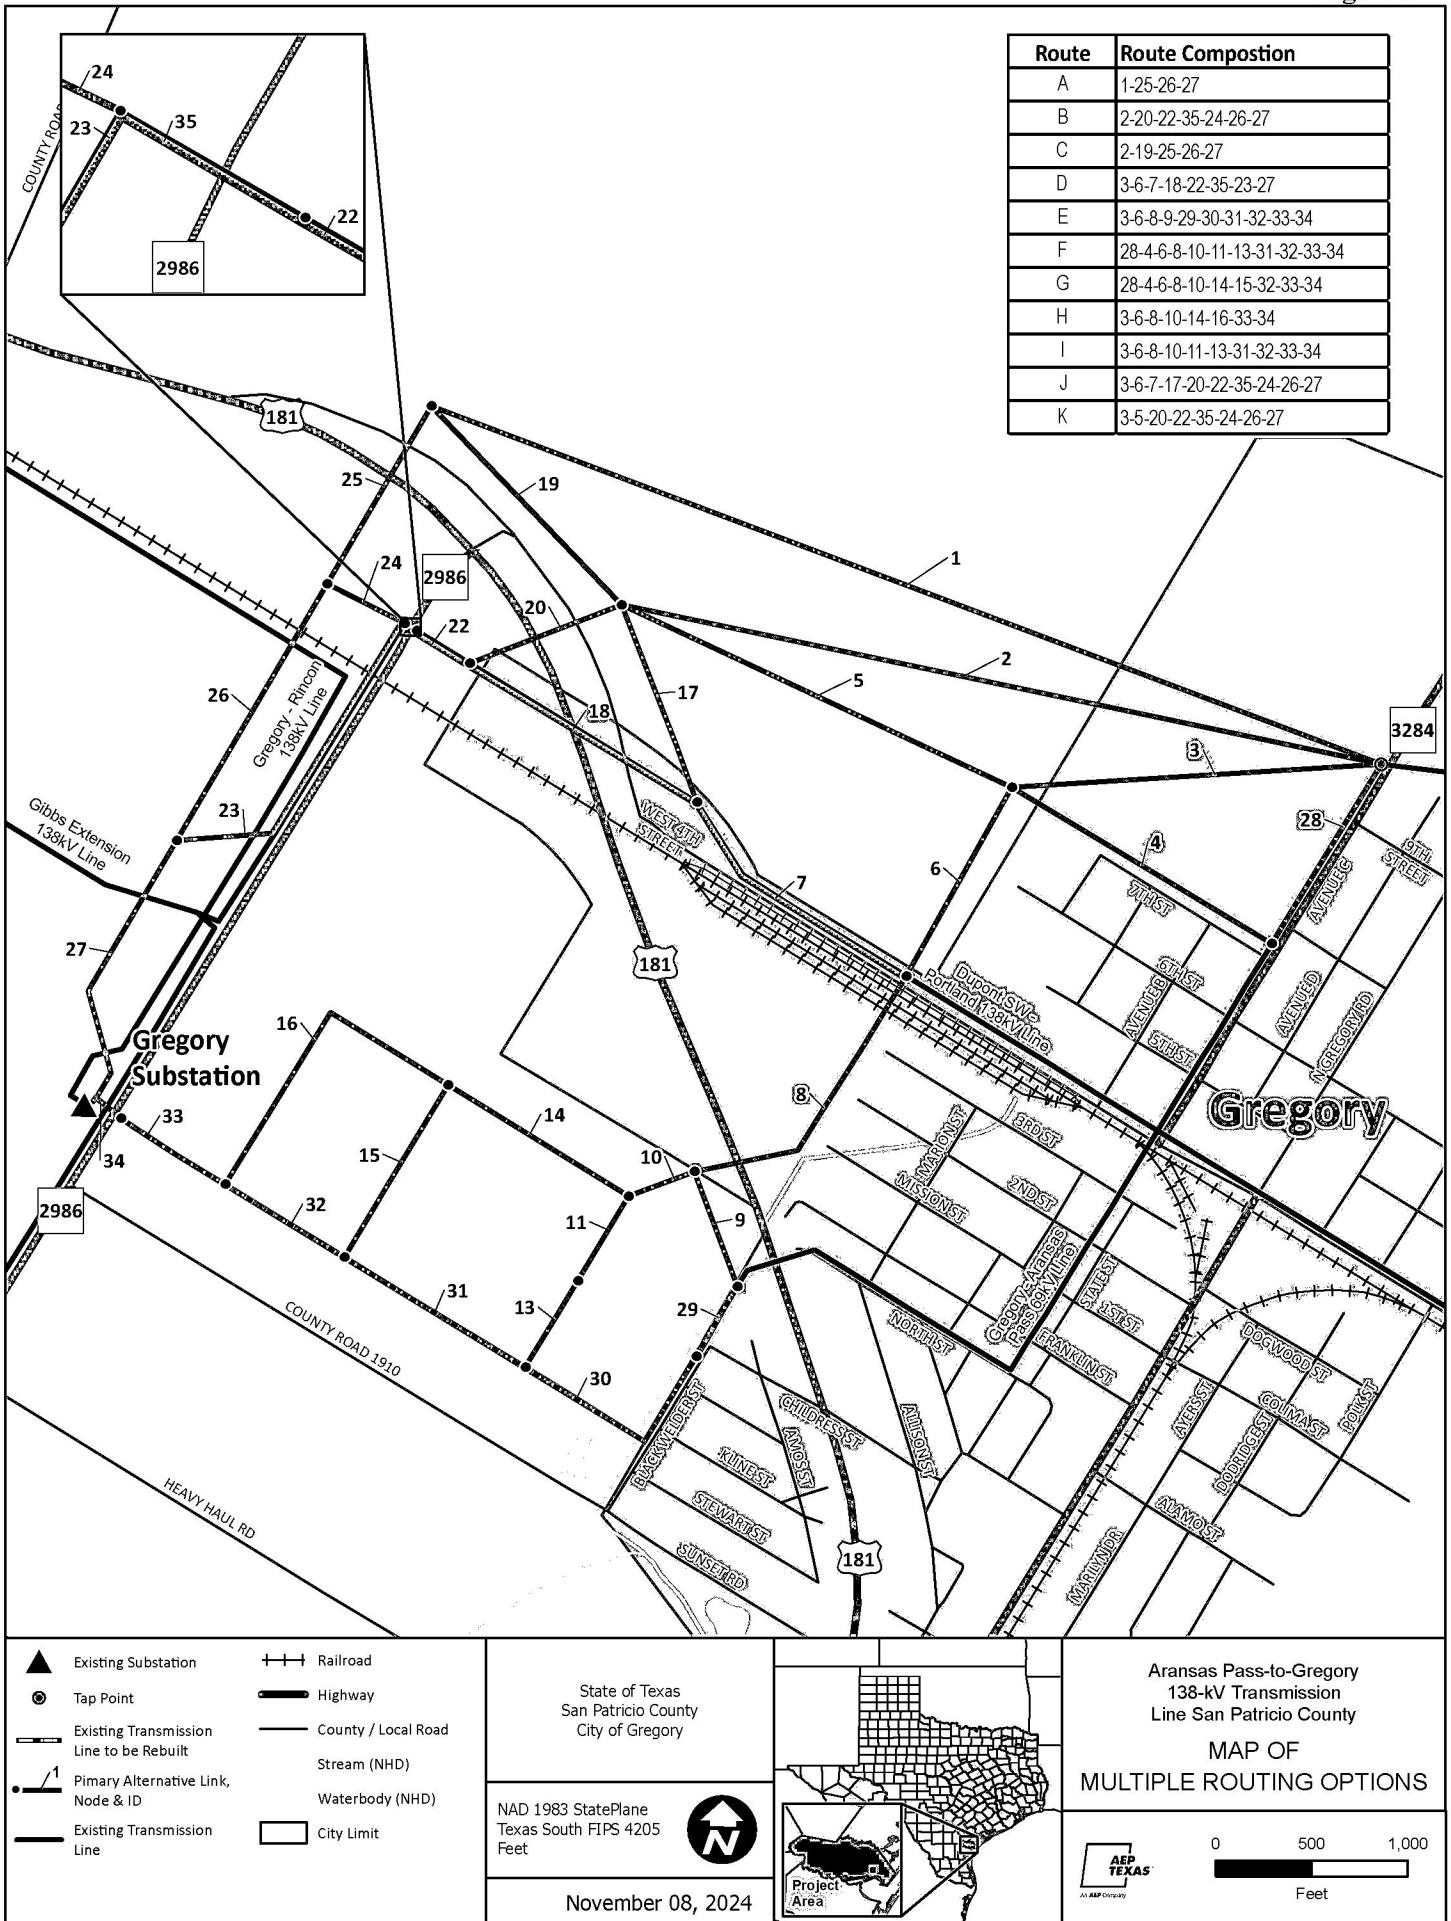 24
35
23
22
2986
COUNTY ROA
Route Route Compostion
A 1-25-26-27
B 2-20-22-35-24-26-27
C 2-19-25-26-27
D 3-6-7-18-22-35-23-27
E 3-6-8-9-29-30-31-32-33-34
F 28-4-6-8-10-11-13-31-32-33-34
G 28-4-6-8-10-14-15-32-33-34
H 3-6-8-10-14-16-33-34
I 3-6-8-10-11-13-31-32-33-34
J 3-6-7-17-20-22-35-24-26-27
K 3-5-20-22-35-24-26-27
181
25
19
1
24
2986
20
22
2
5
17
26
18
3284
3
Gregory - Rincon
138kV Line
23
Gibbs Extension
138kV Line
WEST 4TH
STREET
28
9TH
STREET
4
6
7
7TH ST
AVENUE C
27
181
6TH ST
Dupont SW -
Portland 138kV Line
AVENUE B
AVENUE D
N GREGORY RD
5TH ST
16
Gregory
Substation
Gregory
8
14
33
3RD ST
MARION ST
15
10
34
2ND ST
MISSION ST
2986
32
11
9
Gregory - Aransas
Pass 69kV Line
STATE ST
31
13
29
1ST ST
COUNTY ROAD 1910
NORTH ST
FRANKLIN ST
DOGWOOD ST
30
BLACKWELDER ST
CHILDRESS ST
AMOS ST
ALLISON ST
AYERS ST
COLIMA ST
POLK ST
KLINE ST
DODRIDGE ST
HEAVY HAUL RD
STEWART ST
ALAMO ST
181
SUNSET RD
MARILYN DR
Existing Substation
Tap Point
Existing Transmission
Line to be Rebuilt
1
Pimary Alternative Link,
Node & ID
Existing Transmission
Line
Railroad
Highway
County / Local Road
Stream (NHD)
Waterbody (NHD)
City Limit
State of Texas
San Patricio County
City of Gregory
NAD 1983 StatePlane
Texas South FIPS 4205
Feet
N
November 08, 2024
Project
Area
Aransas Pass-to-Gregory
138-kV Transmission
Line San Patricio County
MAP OF
MULTIPLE ROUTING OPTIONS
AEP
TEXAS
An AEP Company
0 500 1,000
Feet